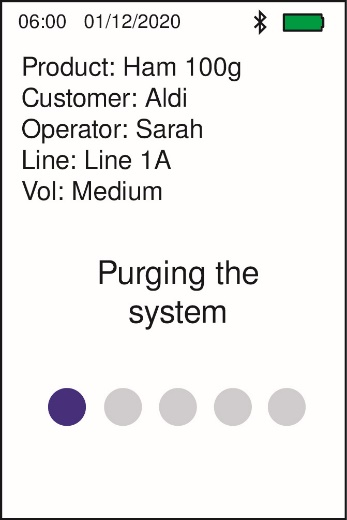 06:00 01/12/2020
Product: Ham 100g
Customer: Aldi
Operator: Sarah
Line: Line 1A
Vol: Medium
Purging the
system